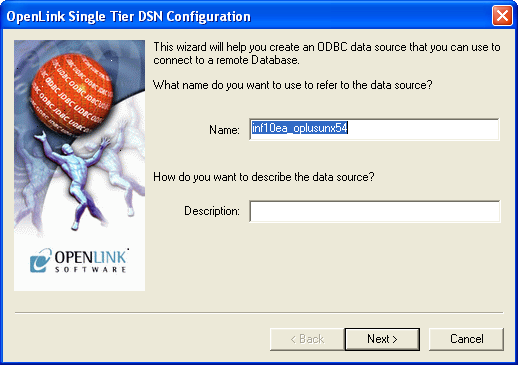 OpenLink Single Tier DSN Configuration
This wizard will help you create an ODBC data source that you can use to
connect to a remote Database.
What name do you want to use to refer to the data source?
Name:
inf10ea_oplusunx54
How do you want to describe the data source?
Description:
OPENLINK
SOFTWARE
< Back
Next >
Cancel